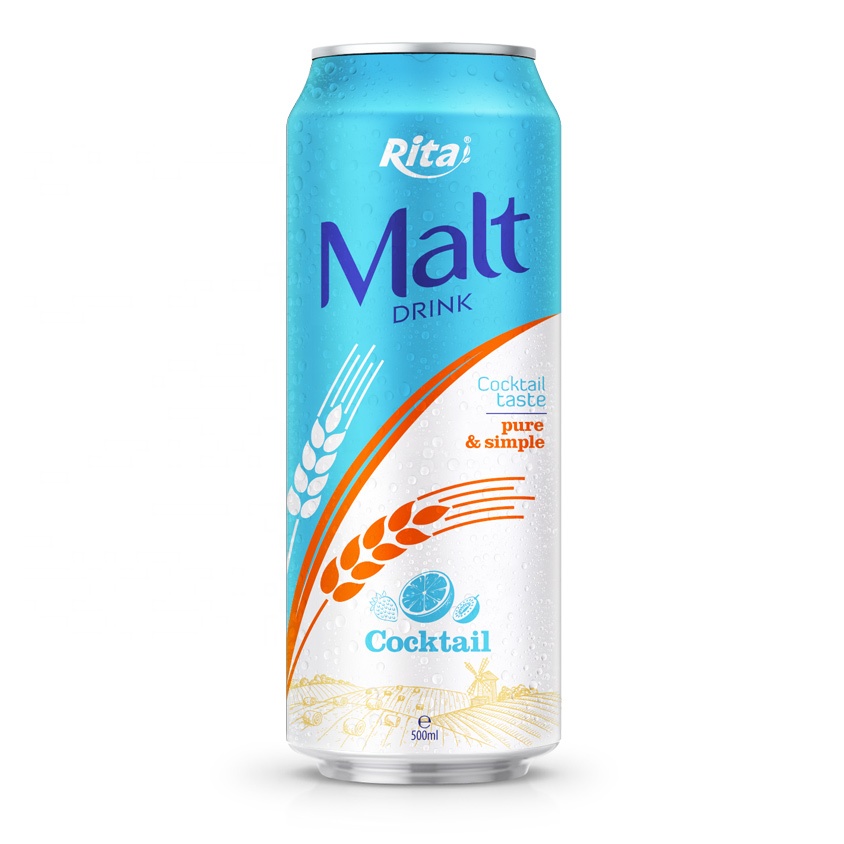 Rita®
Malt
DRINK
Cocktail
taste
pure
& simple
Cocktail
℮
500ml